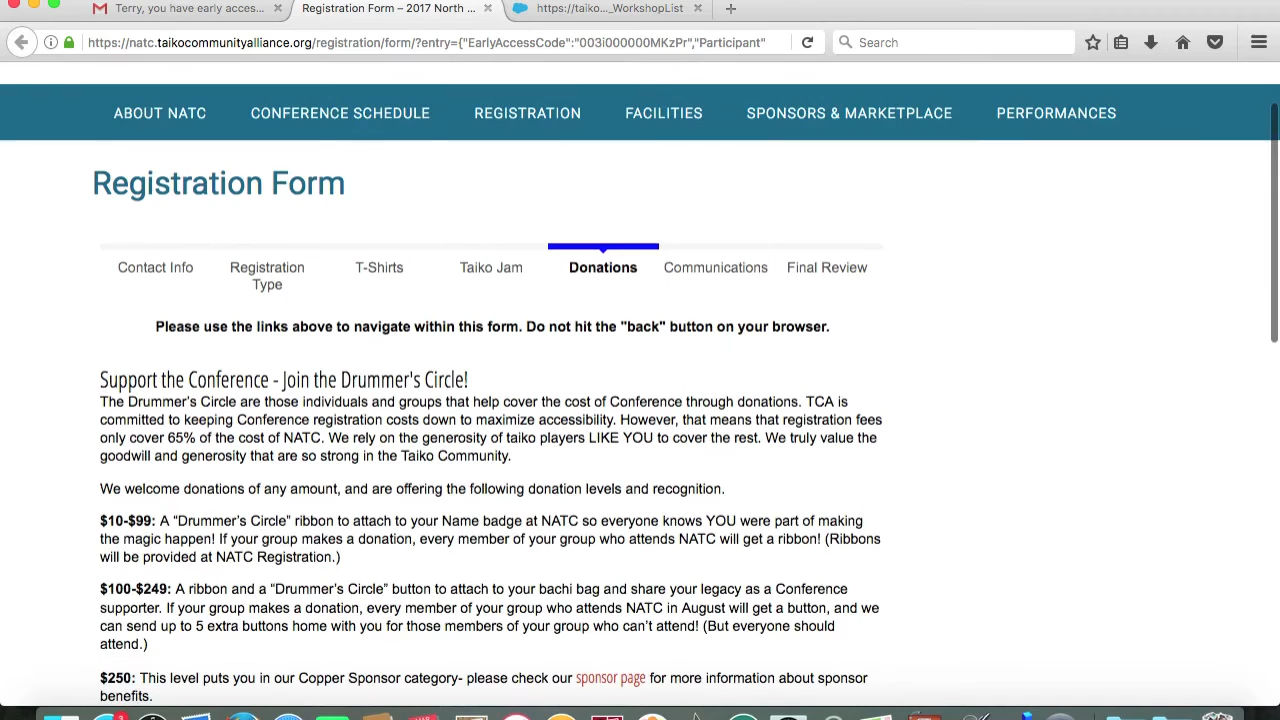 Terry, you have early acces...
Registration Form – 2017 North ...
https://taiko..._WorkshopList
https://natc.taikocommunityalliance.org/registration/form/?entry={"EarlyAccessCode":"003i000000MKzPr","Participant"
Search
ABOUT NATC CONFERENCE SCHEDULE REGISTRATION FACILITIES SPONSORS & MARKETPLACE PERFORMANCES
Registration Form
Contact Info
Registration
Type
T-Shirts
Taiko Jam
Donations
Communications
Final Review
Please use the links above to navigate within this form. Do not hit the "back" button on your browser.
Support the Conference - Join the Drummer's Circle!
The Drummer’s Circle are those individuals and groups that help cover the cost of Conference through donations. TCA is
committed to keeping Conference registration costs down to maximize accessibility. However, that means that registration fees
only cover 65% of the cost of NATC. We rely on the generosity of taiko players LIKE YOU to cover the rest. We truly value the
goodwill and generosity that are so strong in the Taiko Community.
We welcome donations of any amount, and are offering the following donation levels and recognition.
$10-$99: A “Drummer’s Circle” ribbon to attach to your Name badge at NATC so everyone knows YOU were part of making
the magic happen! If your group makes a donation, every member of your group who attends NATC will get a ribbon! (Ribbons
will be provided at NATC Registration.)
$100-$249: A ribbon and a “Drummer’s Circle” button to attach to your bachi bag and share your legacy as a Conference
supporter. If your group makes a donation, every member of your group who attends NATC in August will get a button, and we
can send up to 5 extra buttons home with you for those members of your group who can’t attend! (But everyone should
attend.)
$250: This level puts you in our Copper Sponsor category- please check our sponsor page for more information about sponsor
benefits.